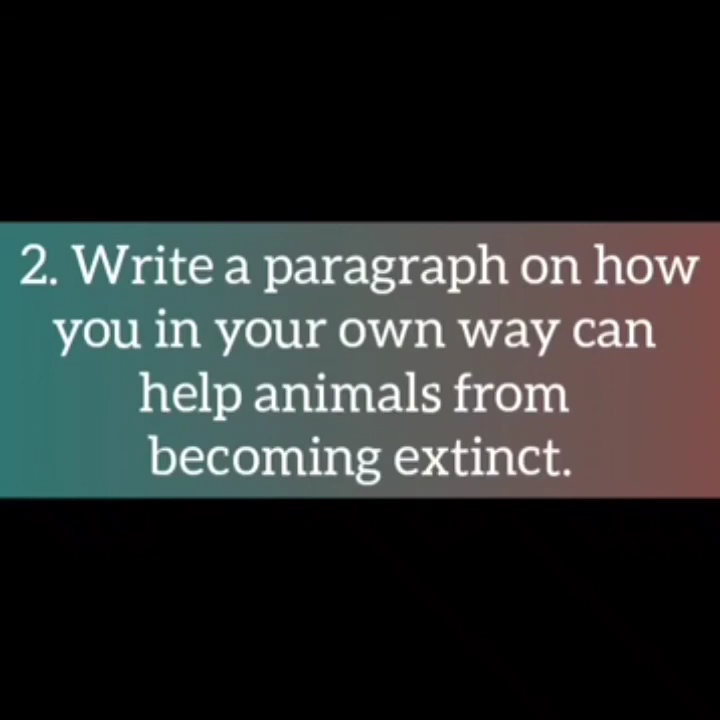 2. Write a paragraph on how
you in your own way can
help animals from
becoming extinct.